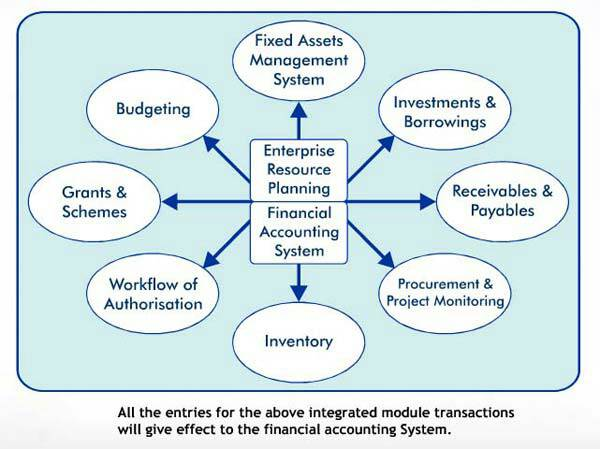 Fixed Assets
Management
System
Budgeting
Investments &
Borrowings
Enterprise
Resource
Planning
Grants &
Schemes
Receivables &
Payables
Financial
Accounting
System
Workflow of
Authorisation
Procurement &
Project Monitoring
Inventory
All the entries for the above integrated module transactions
will give effect to the financial accounting System.